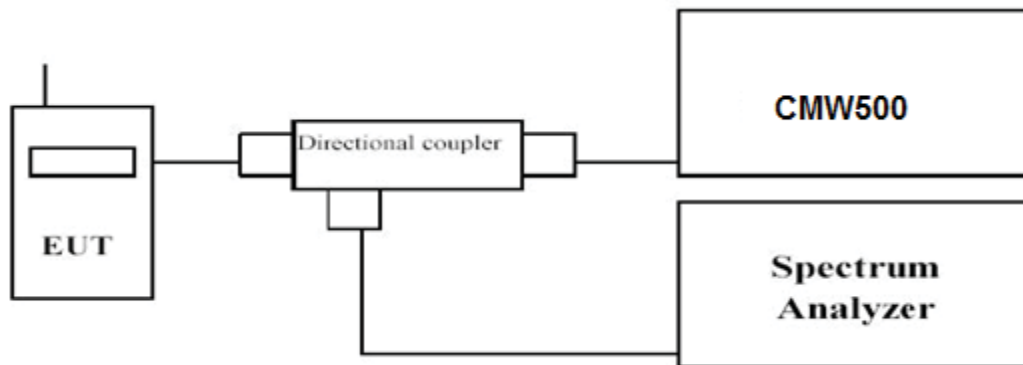 CMW500
Directional coupler
EUT
Spectrum
Analyzer